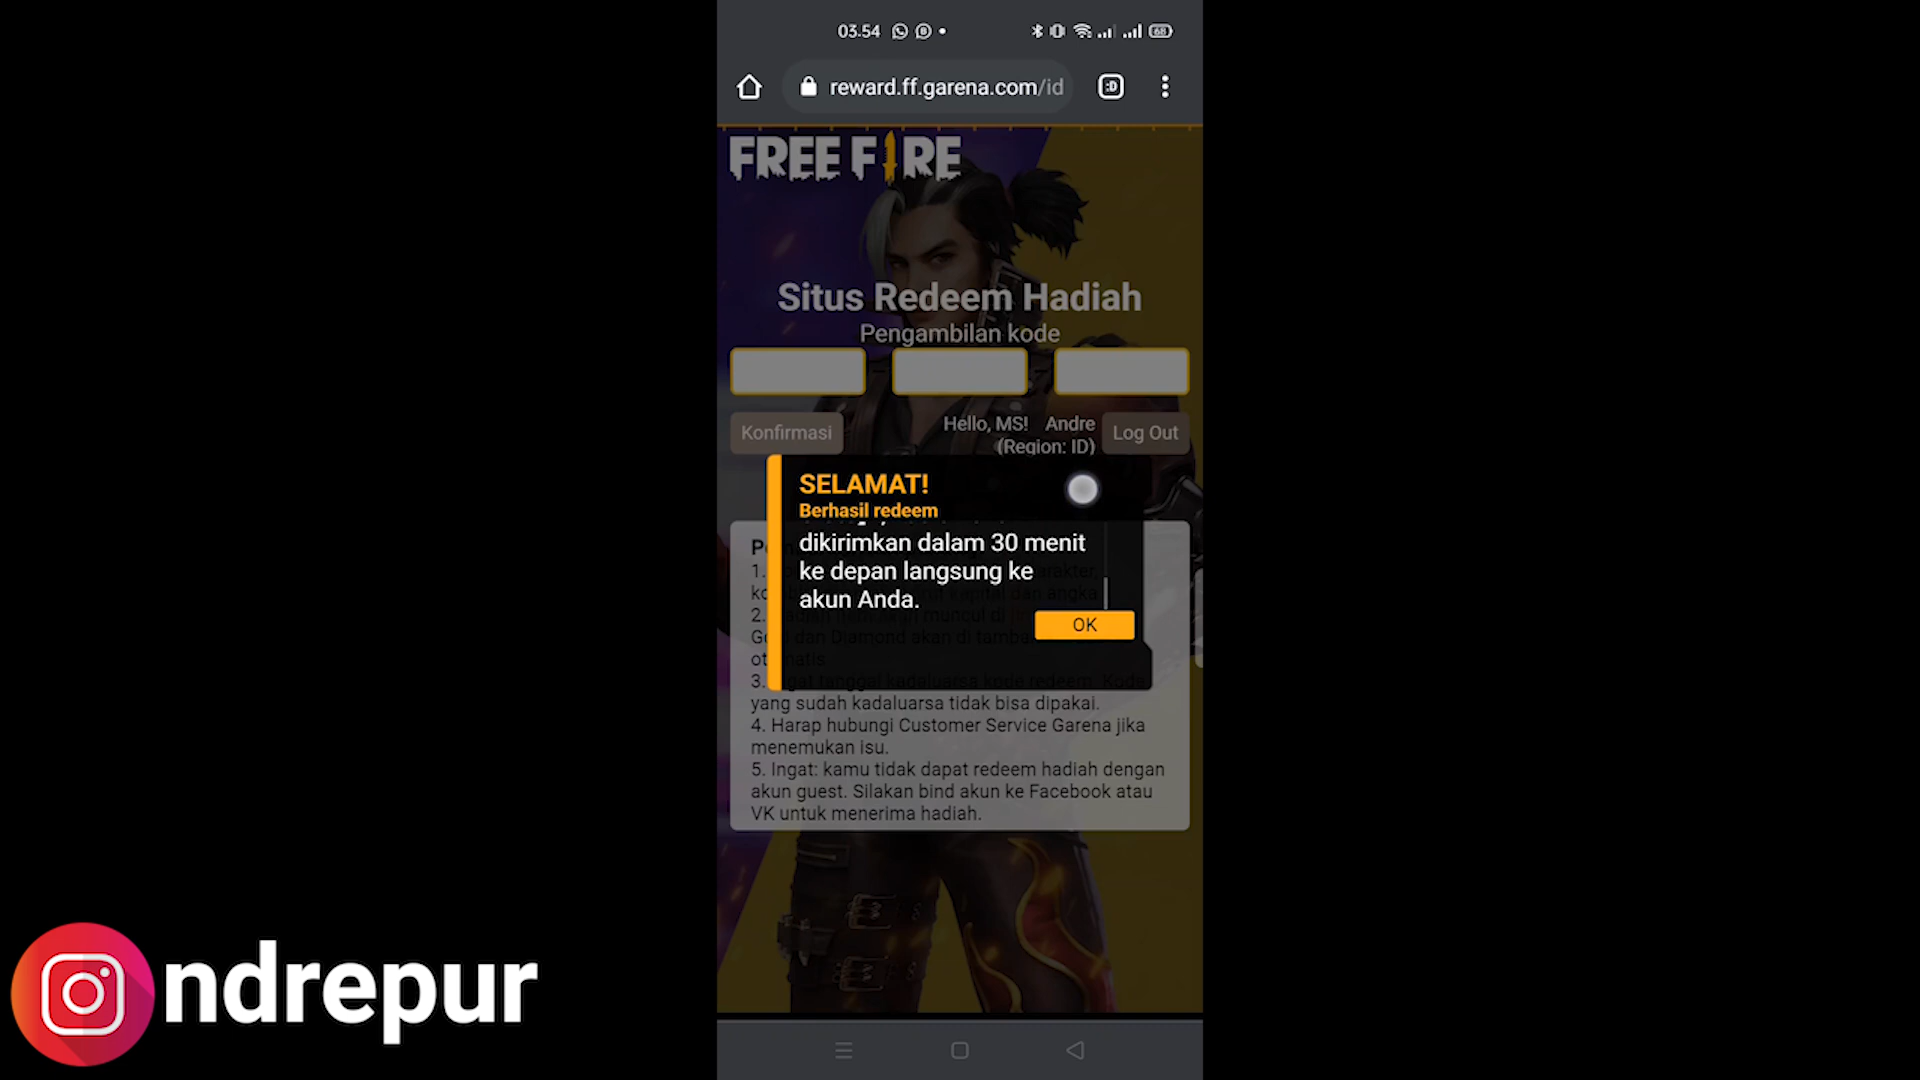 03.54
68
reward.ff.garena.com/id
:D
FREE FIRE
Situs Redeem Hadiah
Pengambilan kode
Konfirmasi
Hello, MS! Andre
(Region: ID)
Log Out
SELAMAT!
Berhasil redeem
dikirimkan dalam 30 menit
ke depan langsung ke
akun Anda.
OK
yang sudah kadaluarsa tidak bisa dipakai.
4. Harap hubungi Customer Service Garena jika
menemukan isu.
5. Ingat: kamu tidak dapat redeem hadiah dengan
akun guest. Silakan bind akun ke Facebook atau
VK untuk menerima hadiah.
ndrepur